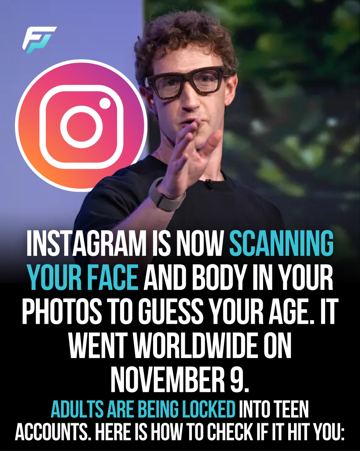 INSTAGRAM IS NOW SCANNING
YOUR FACE AND BODY IN YOUR
PHOTOS TO GUESS YOUR AGE. IT
WENT WORLDWIDE ON
NOVEMBER 9.
ADULTS ARE BEING LOCKED INTO TEEN
ACCOUNTS. HERE IS HOW TO CHECK IF IT HIT YOU: